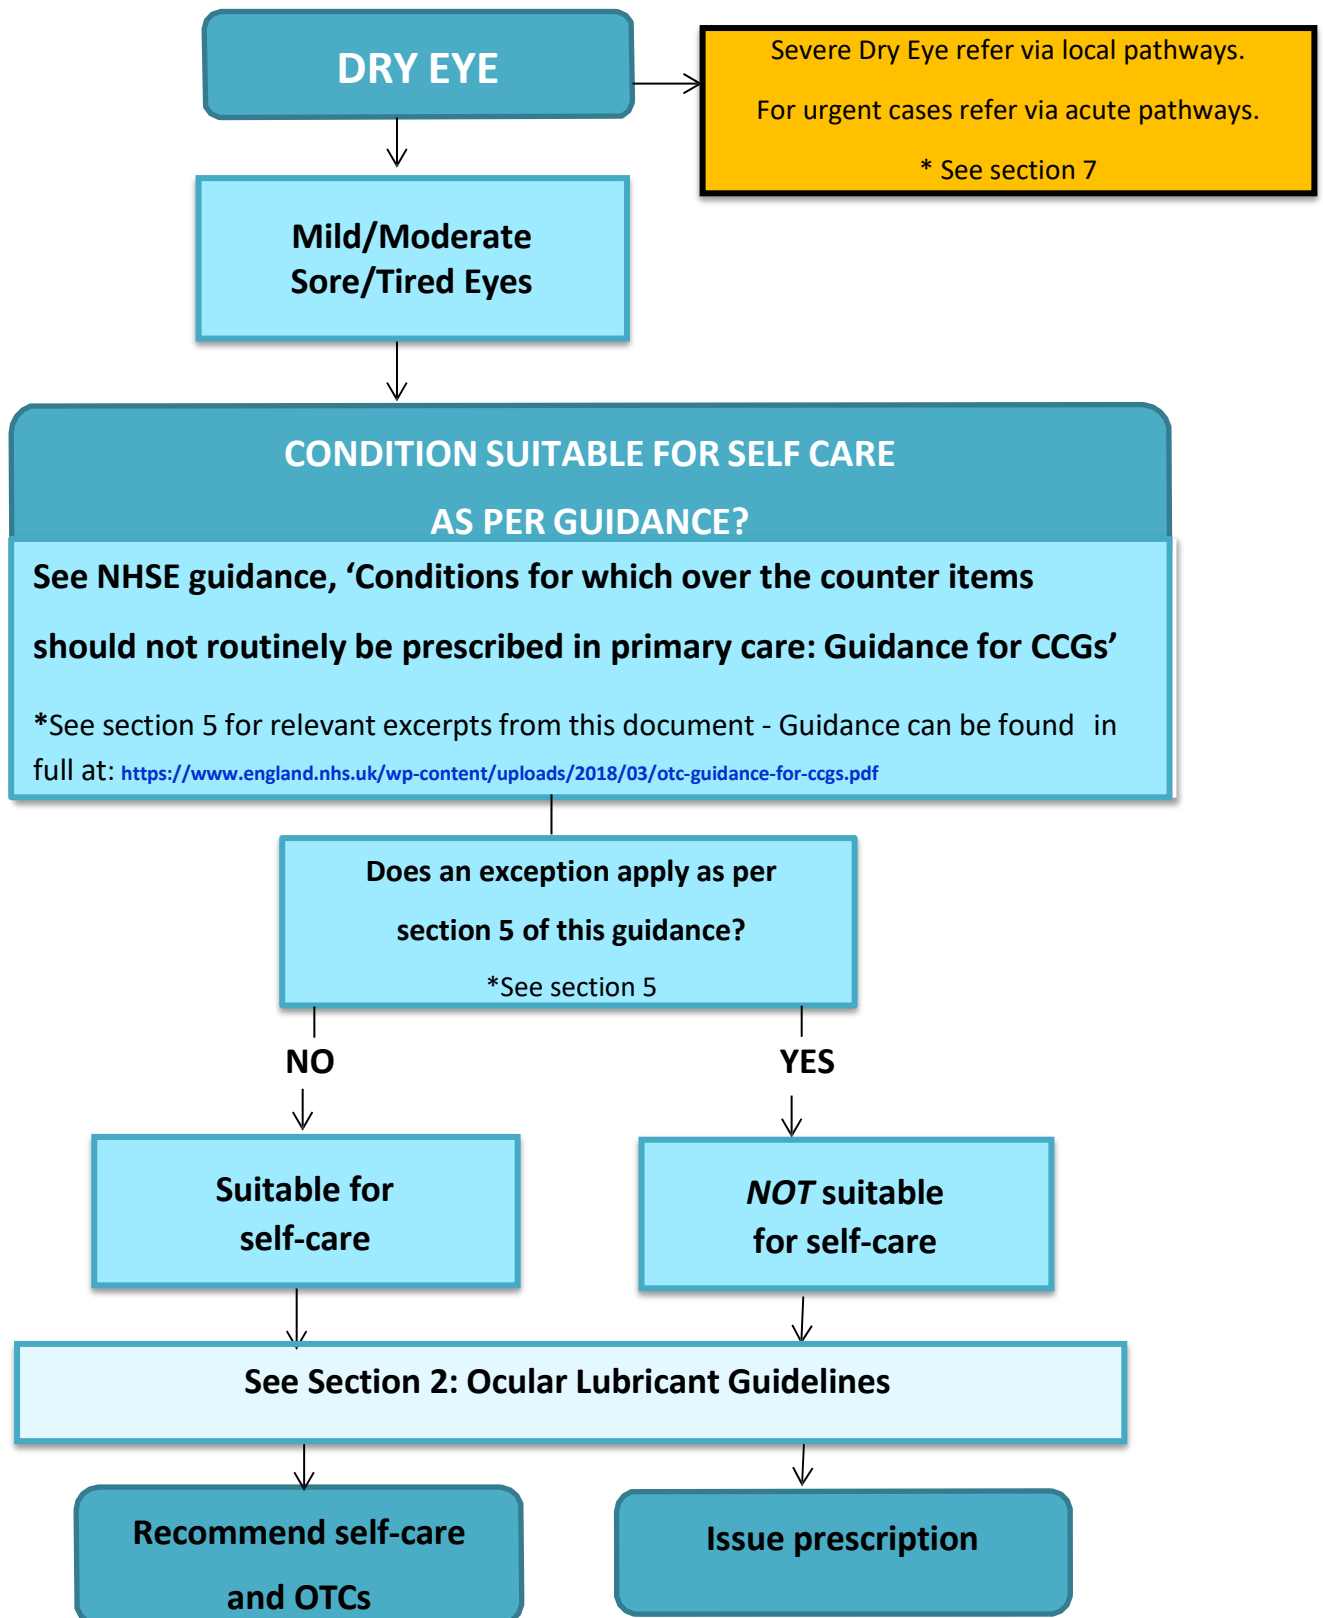 DRY EYE
Severe Dry Eye refer via local pathways.
For urgent cases refer via acute pathways.
* See section 7
Mild/Moderate
Sore/Tired Eyes
CONDITION SUITABLE FOR SELF CARE
AS PER GUIDANCE?
See NHSE guidance, ‘Conditions for which over the counter items
should not routinely be prescribed in primary care: Guidance for CCGs’
*See section 5 for relevant excerpts from this document - Guidance can be found in
full at: https://www.england.nhs.uk/wp-content/uploads/2018/03/otc-guidance-for-ccgs.pdf
Does an exception apply as per
section 5 of this guidance?
*See section 5
NO
YES
Suitable for
self-care
NOT suitable
for self-care
See Section 2: Ocular Lubricant Guidelines
Recommend self-care
and OTCs
Issue prescription